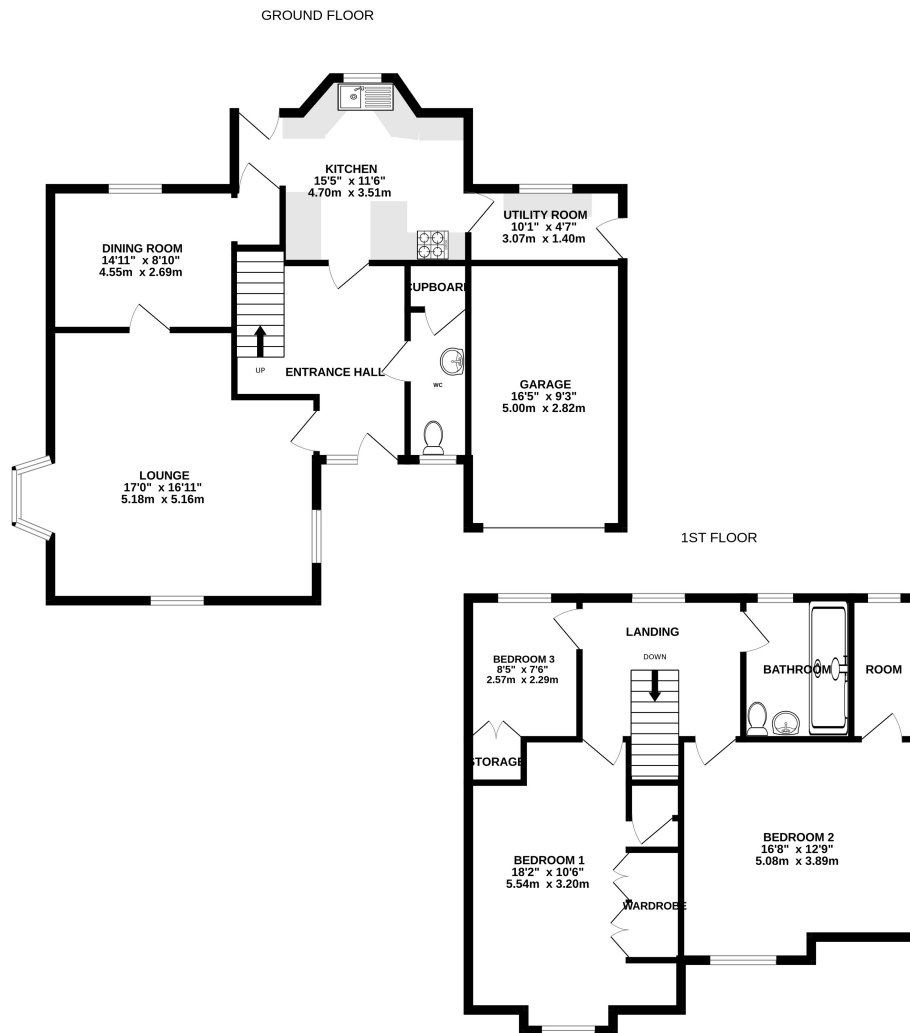 GROUND FLOOR
KITCHEN
15'5" x 11'6"
4.70m x 3.51m
UTILITY ROOM
10'1" x 4'7"
3.07m x 1.40m
DINING ROOM
14'11" x 8'10"
4.55m x 2.69m
CUPBOARD
UP
ENTRANCE HALL
WC
GARAGE
16'5" x 9'3"
5.00m x 2.82m
LOUNGE
17'0" x 16'11"
5.18m x 5.16m
1ST FLOOR
LANDING
DOWN
BEDROOM 3
8'5" x 7'6"
2.57m x 2.29m
BATHROOM
ROOM
STORAGE
BEDROOM 2
16'8" x 12'9"
5.08m x 3.89m
BEDROOM 1
18'2" x 10'6"
5.54m x 3.20m
WARDROBE